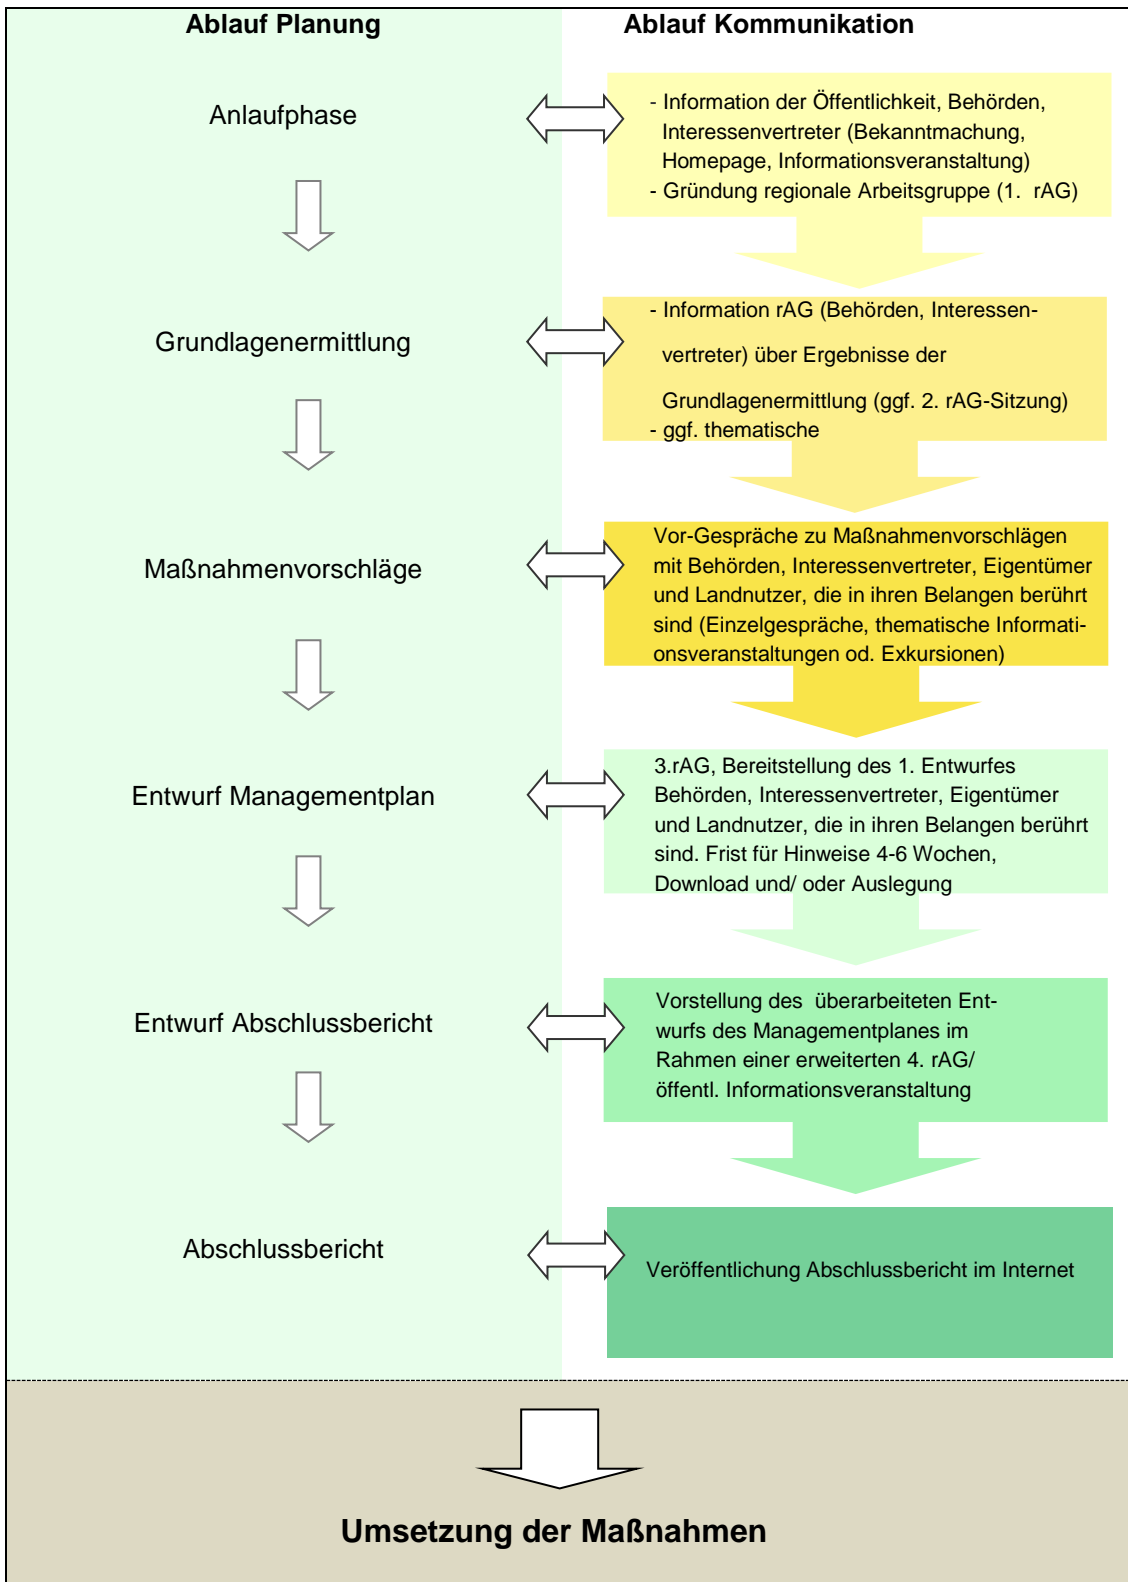 Ablauf Planung
Ablauf Kommunikation
Anlaufphase
- Information der Öffentlichkeit, Behörden,
Interessenvertreter (Bekanntmachung,
Homepage, Informationsveranstaltung)
- Gründung regionale Arbeitsgruppe (1. rAG)
Grundlagenermittlung
- Information rAG (Behörden, Interessen-
vertreter) über Ergebnisse der
Grundlagenermittlung (ggf. 2. rAG-Sitzung)
- ggf. thematische
Maßnahmenvorschläge
Vor-Gespräche zu Maßnahmenvorschlägen
mit Behörden, Interessenvertreter, Eigentümer
und Landnutzer, die in ihren Belangen berührt
sind (Einzelgespräche, thematische Informati-
onsveranstaltungen od. Exkursionen)
Entwurf Managementplan
3.rAG, Bereitstellung des 1. Entwurfes
Behörden, Interessenvertreter, Eigentümer
und Landnutzer, die in ihren Belangen berührt
sind. Frist für Hinweise 4-6 Wochen,
Download und/ oder Auslegung
Entwurf Abschlussbericht
Vorstellung des überarbeiteten Ent-
wurfs des Managementplanes im
Rahmen einer erweiterten 4. rAG/
öffentl. Informationsveranstaltung
Abschlussbericht
Veröffentlichung Abschlussbericht im Internet
Umsetzung der Maßnahmen